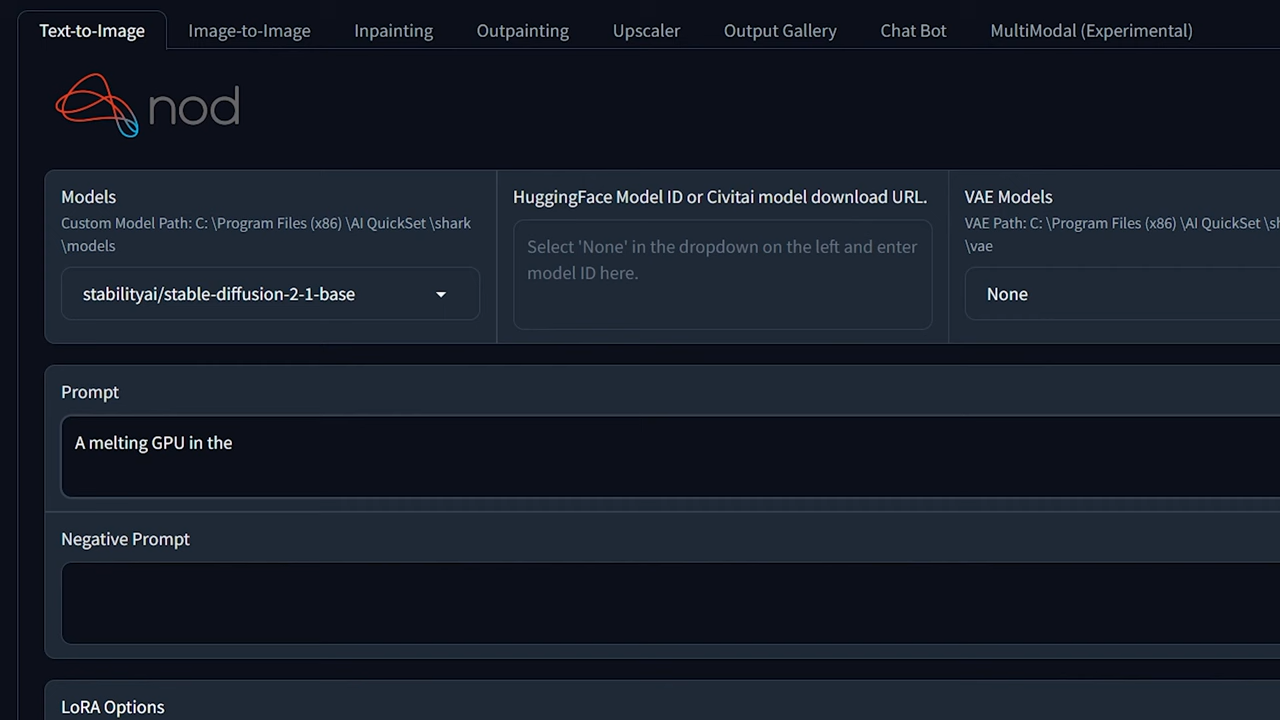 Text-to-Image
Image-to-Image
Inpainting
Outpainting
Upscaler
Output Gallery
Chat Bot
MultiModal (Experimental)
nod
Models
Custom Model Path: C: \Program Files (x86) \AI QuickSet \shark
\models
stabilityai/stable-diffusion-2-1-base
HuggingFace Model ID or Civitai model download URL.
Select 'None' in the dropdown on the left and enter
model ID here.
VAE Models
VAE Path: C: \Program Files (x86) \AI QuickSet
\vae
None
Prompt
A melting GPU in the
Negative Prompt
LoRA Options